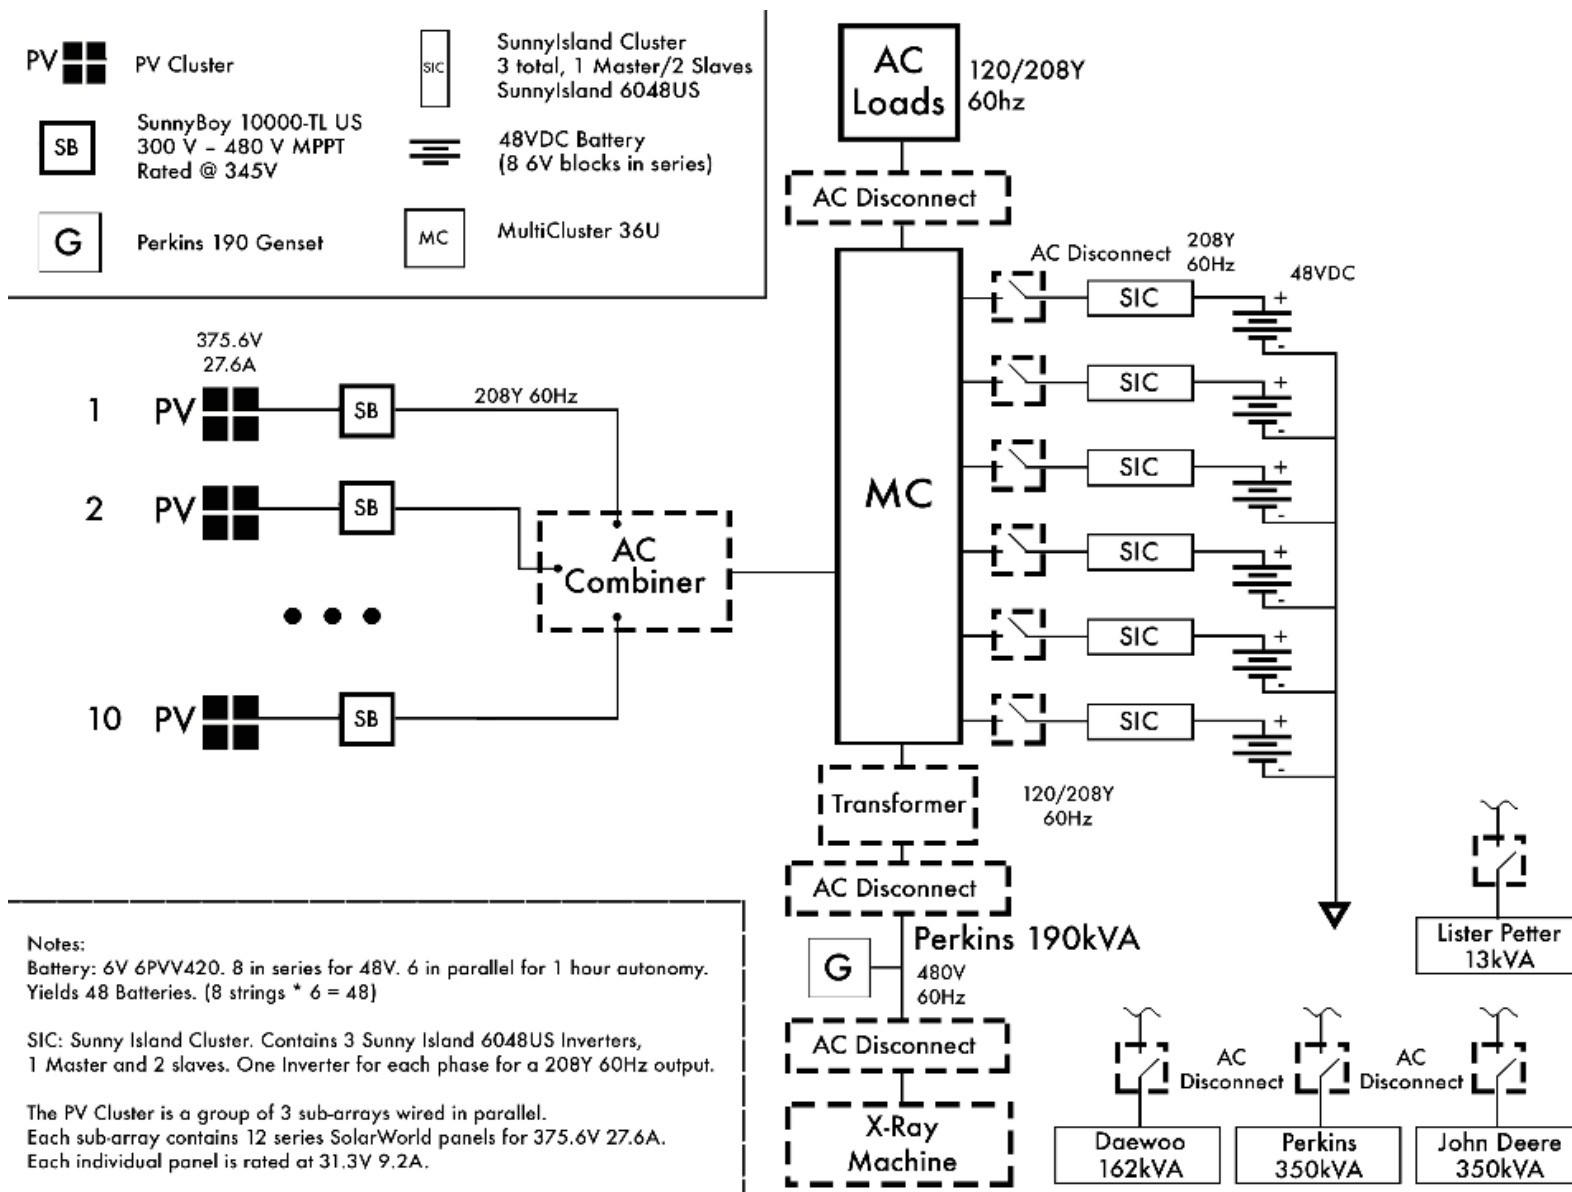 PV
PV Cluster
SB
SunnyBoy 10000-TL US
300 V – 480 V MPPT
Rated @ 345V
G
Perkins 190 Genset
SIC
SunnyIsland Cluster
3 total, 1 Master/2 Slaves
SunnyIsland 6048US
48VDC Battery
(8 6V blocks in series)
MC
MultiCluster 36U
AC
Loads
120/208Y
60hz
AC Disconnect
AC Disconnect
208Y
60Hz
48VDC
SIC
+
-
SIC
+
-
SIC
+
-
SIC
+
-
SIC
+
-
SIC
+
-
375.6V
27.6A
1
PV
SB
208Y 60Hz
2
PV
SB
AC
Combiner
MC
10
PV
SB
Transformer
120/208Y
60Hz
AC Disconnect
Perkins 190kVA
G
480V
60Hz
AC Disconnect
X-Ray
Machine
Lister Petter
13kVA
AC
Disconnect
AC
Disconnect
Daewoo
162kVA
Perkins
350kVA
John Deere
350kVA
Notes:
Battery: 6V 6PVV420. 8 in series for 48V. 6 in parallel for 1 hour autonomy.
Yields 48 Batteries. (8 strings * 6 = 48)
SIC: Sunny Island Cluster. Contains 3 Sunny Island 6048US Inverters,
1 Master and 2 slaves. One Inverter for each phase for a 208Y 60Hz output.
The PV Cluster is a group of 3 sub-arrays wired in parallel.
Each sub-array contains 12 series SolarWorld panels for 375.6V 27.6A.
Each individual panel is rated at 31.3V 9.2A.